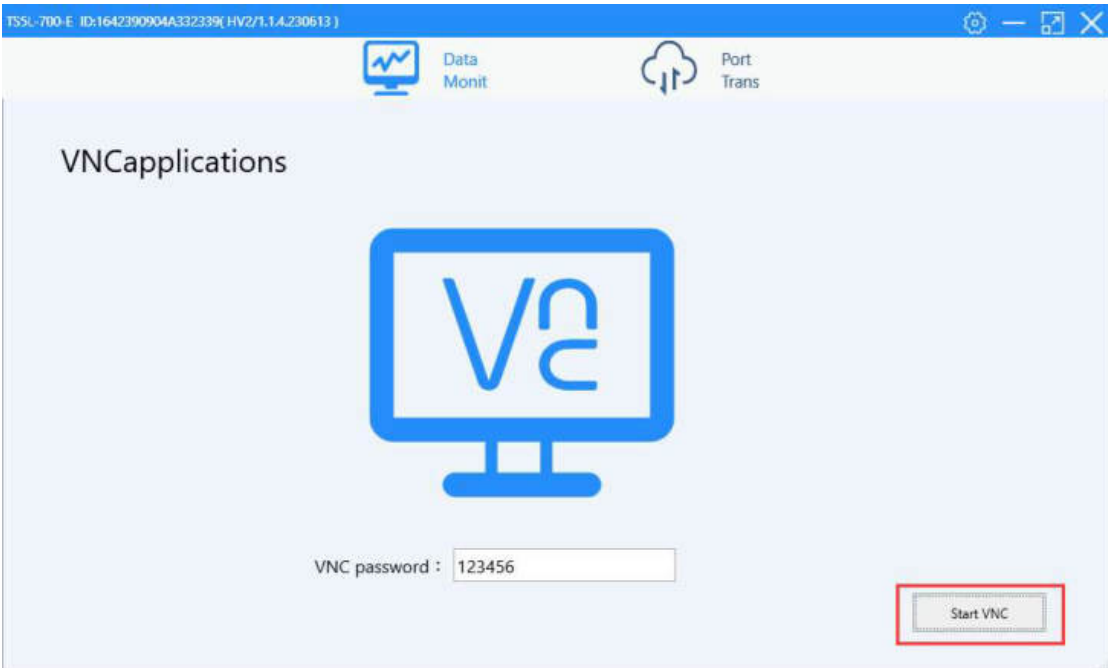 TS5L-700-E ID:1642390904A332339( HV2/1.1.4.230613 )
Data
Monit
Port
Trans
VNCapplications
Vnc
VNC password : 123456
Start VNC